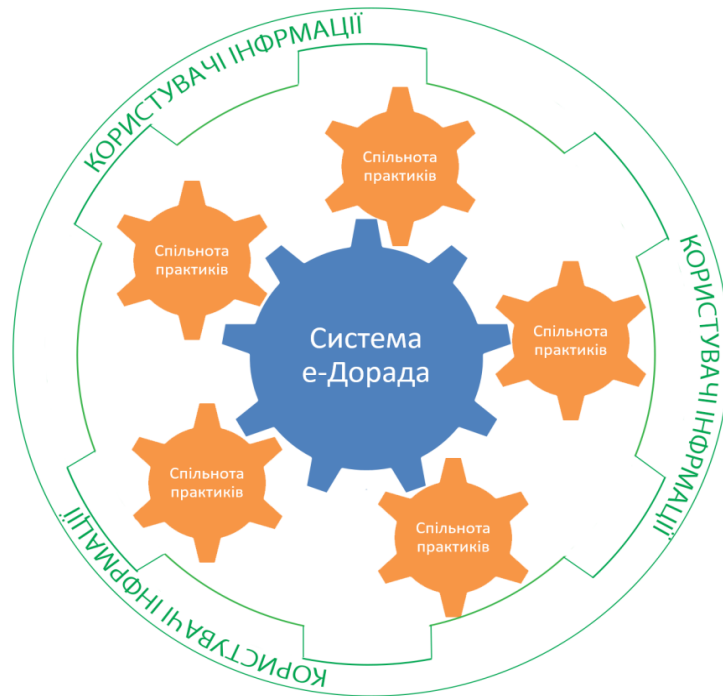 КОРИСТУВАЧІ ІНФРМАЦІЇ
Спільнота
практиків
Спільнота
практиків
Система
е-Дорада
Спільнота
практиків
КОРИСТУВАЧІ ІНФРМАЦІЇ
Спільнота
практиків
Спільнота
практиків
КОРИСТУВАЧІ ІНФРМАЦІЇ